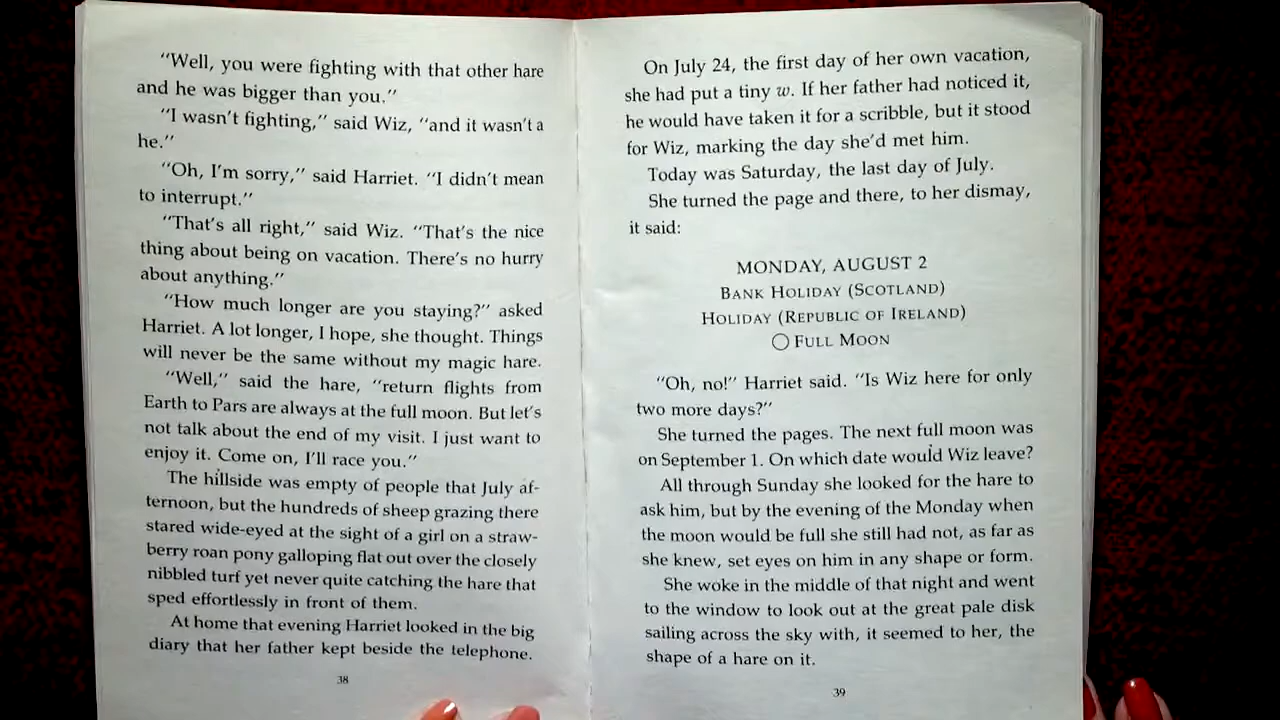 "Well, you were fighting with that other hare
and he was bigger than you."
"I wasn't fighting," said Wiz, "and it wasn't a
he."
"Oh, I'm sorry," said Harriet. "I didn't mean
to interrupt."
"That's all right," said Wiz. "That's the nice
thing about being on vacation. There's no hurry
about anything."
"How much longer are you staying?" asked
Harriet. A lot longer, I hope, she thought. Things
will never be the same without my magic hare.
"Well," said the hare, "return flights from
Earth to Pars are always at the full moon. But let's
not talk about the end of my visit. I just want to
enjoy it. Come on, I'll race you."
The hillside was empty of people that July af-
ternoon, but the hundreds of sheep grazing there
stared wide-eyed at the sight of a girl on a straw-
berry roan pony galloping flat out over the closely
nibbled turf yet never quite catching the hare that
sped effortlessly in front of them.
At home that evening Harriet looked in the big
diary that her father kept beside the telephone.
38
On July 24, the first day of her own vacation,
she had put a tiny w. If her father had noticed it,
he would have taken it for a scribble, but it stood
for Wiz, marking the day she'd met him.
Today was Saturday, the last day of July.
She turned the page and there, to her dismay,
it said:
MONDAY, AUGUST 2
BANK HOLIDAY (SCOTLAND)
HOLIDAY (REPUBLIC OF IRELAND)
○ FULL MOON
"Oh, no!" Harriet said. "Is Wiz here for only
two more days?"
She turned the pages. The next full moon was
on September 1. On which date would Wiz leave?
All through Sunday she looked for the hare to
ask him, but by the evening of the Monday when
the moon would be full she still had not, as far as
she knew, set eyes on him in any shape or form.
She woke in the middle of that night and went
to the window to look out at the great pale disk
sailing across the sky with, it seemed to her, the
shape of a hare on it.
39